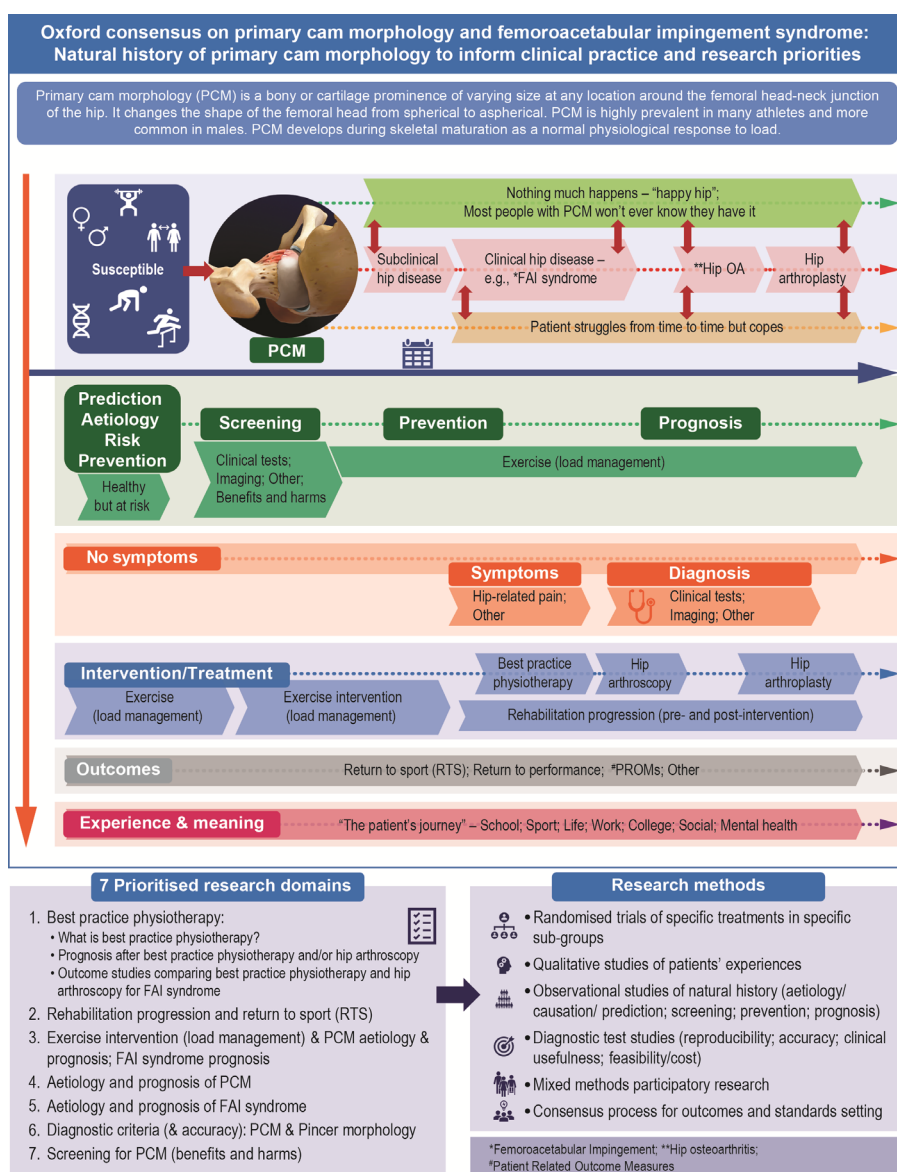 Oxford consensus on primary cam morphology and femoroacetabular impingement syndrome:
Natural history of primary cam morphology to inform clinical practice and research priorities
Primary cam morphology (PCM) is a bony or cartilage prominence of varying size at any location around the femoral head-neck junction
of the hip. It changes the shape of the femoral head from spherical to aspherical. PCM is highly prevalent in many athletes and more
common in males. PCM develops during skeletal maturation as a normal physiological response to load.
Nothing much happens – “happy hip”;
Most people with PCM won’t ever know they have it
Susceptible
Subclinical
hip disease
Clinical hip disease –
e.g., *FAI syndrome
**Hip OA
Hip
arthroplasty
Patient struggles from time to time but copes
PCM
Prediction
Aetiology
Risk
Prevention
Screening
Prevention
Prognosis
Healthy
but at risk
Clinical tests;
Imaging; Other;
Benefits and harms
Exercise (load management)
No symptoms
Symptoms
Hip-related pain;
Other
Diagnosis
Clinical tests;
Imaging; Other
Intervention/Treatment
Best practice
physiotherapy
Hip
arthroscopy
Hip
arthroplasty
Exercise
(load management)
Exercise intervention
(load management)
Rehabilitation progression (pre- and post-intervention)
Outcomes
Return to sport (RTS); Return to performance; #PROMs; Other
Experience & meaning
“The patient’s journey” – School; Sport; Life; Work; College; Social; Mental health
7 Prioritised research domains
1. Best practice physiotherapy:
• What is best practice physiotherapy?
• Prognosis after best practice physiotherapy and/or hip arthroscopy
• Outcome studies comparing best practice physiotherapy and hip
arthroscopy for FAI syndrome
2. Rehabilitation progression and return to sport (RTS)
3. Exercise intervention (load management) & PCM aetiology &
prognosis; FAI syndrome prognosis
4. Aetiology and prognosis of PCM
5. Aetiology and prognosis of FAI syndrome
6. Diagnostic criteria (& accuracy): PCM & Pincer morphology
7. Screening for PCM (benefits and harms)
Research methods
• Randomised trials of specific treatments in specific
sub-groups
• Qualitative studies of patients’ experiences
• Observational studies of natural history (aetiology/
causation/ prediction; screening; prevention; prognosis)
• Diagnostic test studies (reproducibility; accuracy; clinical
usefulness; feasibility/cost)
• Mixed methods participatory research
• Consensus process for outcomes and standards setting
*Femoroacetabular Impingement; **Hip osteoarthritis;
#Patient Related Outcome Measures